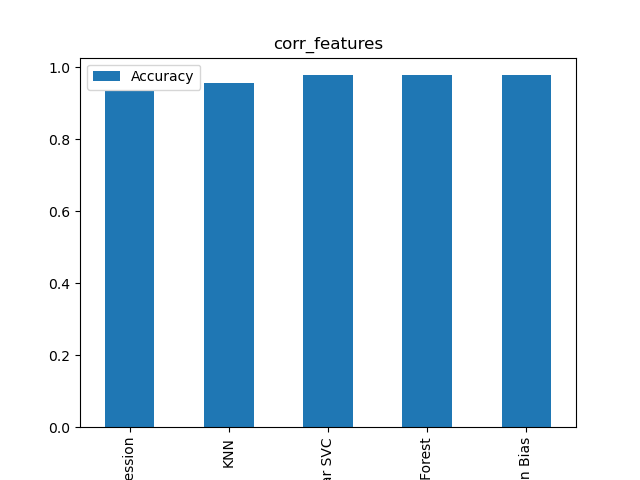 corr_features
Accuracy
1.0
0.8
0.6
0.4
0.2
0.0
ession
KNN
ar SVC
Forest
n Bias